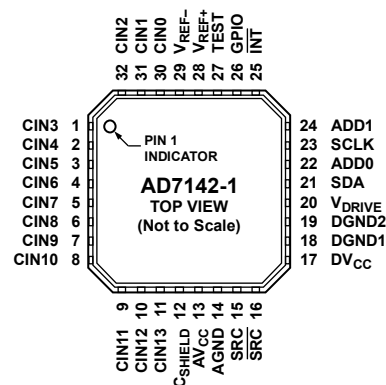 32 CIN2
31 CIN1
30 CIN0
29 VREF–
28 VREF+
27 TEST
26 GPIO
25 INT
CIN3 1
CIN4 2
CIN5 3
CIN6 4
CIN7 5
CIN8 6
CIN9 7
CIN10 8
PIN 1
INDICATOR
AD7142-1
TOP VIEW
(Not to Scale)
24 ADD1
23 SCLK
22 ADD0
21 SDA
20 VDRIVE
19 DGND2
18 DGND1
17 DVCC
CIN11 9
CIN12 10
CIN13 11
CSHIELD 12
AVCC 13
AGND 14
SRC 15
SRC 16